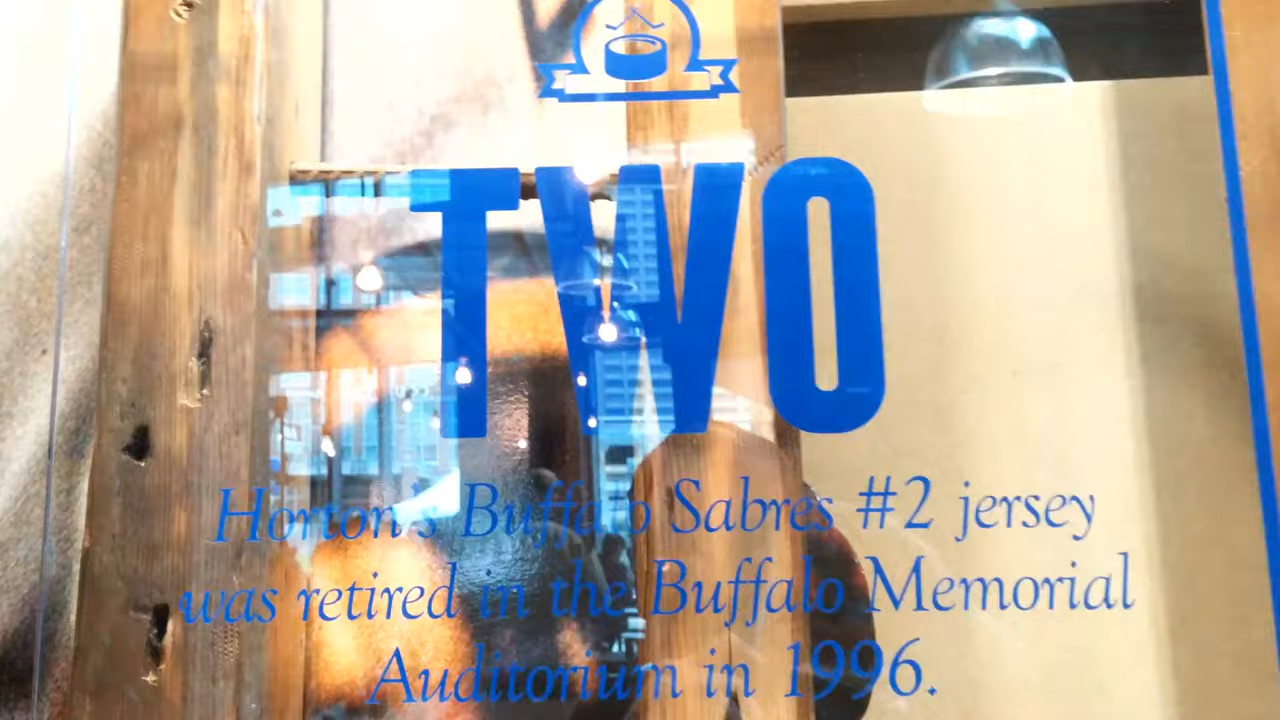 TWO
Horton's Buffalo Sabres #2 jersey
was retired in the Buffalo Memorial
Auditorium in 1996.